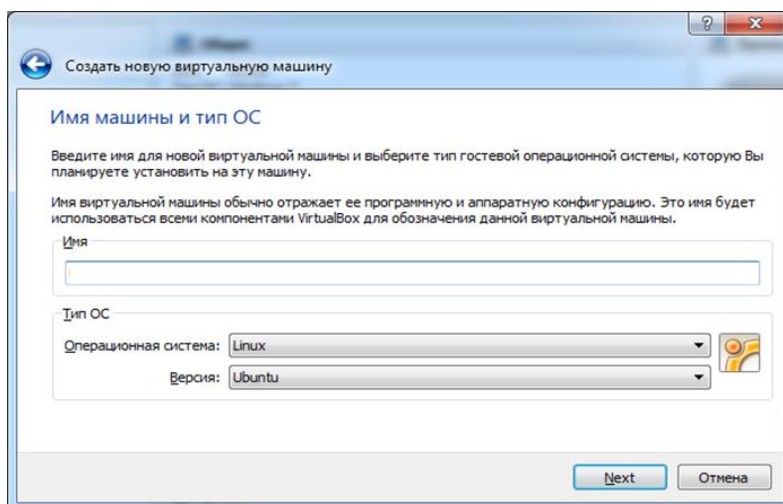 Создать новую виртуальную машину
Имя машины и тип ОС
Введите имя для новой виртуальной машины и выберите тип гостевой операционной системы, которую Вы
планируете установить на эту машину.
Имя виртуальной машины обычно отражает ее программную и аппаратную конфигурацию. Это имя будет
использоваться всеми компонентами VirtualBox для обозначения данной виртуальной машины.
Имя
Тип ОС
Операционная система: Linux
Версия: Ubuntu
Next Отмена